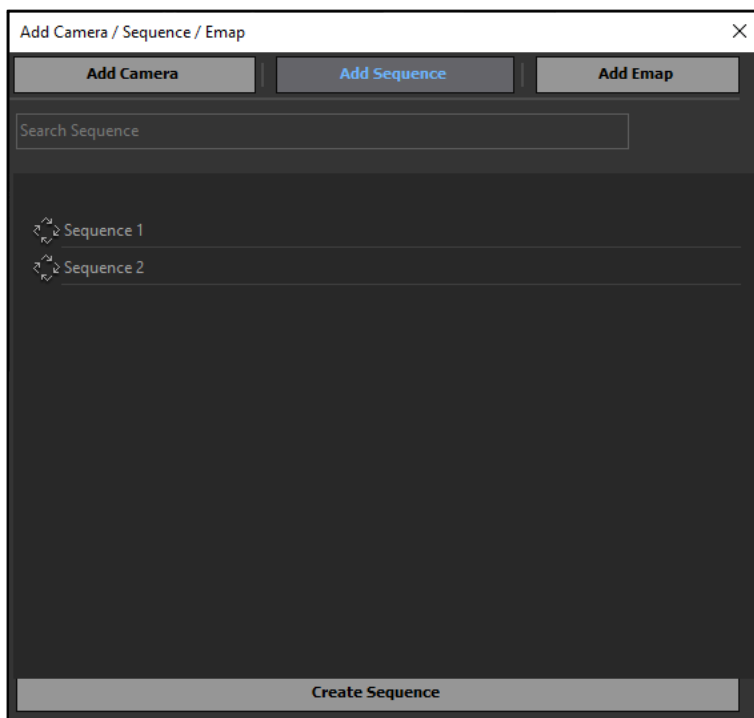 Add Camera / Sequence / Emap
Add Camera Add Sequence Add Emap
Search Sequence
Sequence 1
Sequence 2
Create Sequence